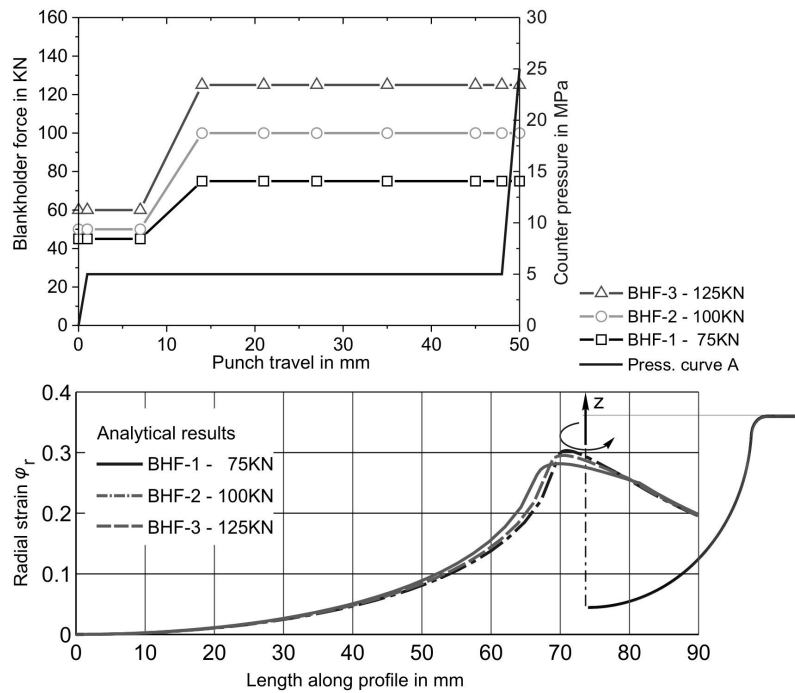 160
140
120
100
80
60
40
20
0
Blankholder force in KN
0
10
20
30
40
50
Punch travel in mm
30
25
20
15
10
5
0
Counter pressure in MPa
BHF-3 - 125KN
BHF-2 - 100KN
BHF-1 - 75KN
Press. curve A
0.4
0.3
0.2
0.1
0
Radial strain φr
Analytical results
BHF-1 - 75KN
BHF-2 - 100KN
BHF-3 - 125KN
z
0
10
20
30
40
50
60
70
80
90
Length along profile in mm